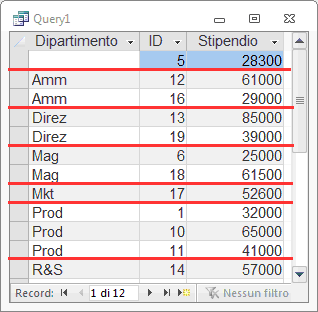 Query1
Dipartimento ID Stipendio
5 28300
Amm 12 61000
Amm 16 29000
Direz 13 85000
Direz 19 39000
Mag 6 25000
Mag 18 61500
Mkt 17 52600
Prod 1 32000
Prod 10 65000
Prod 11 41000
R&S 14 57000
Record: 1 di 12 Nessun filtro